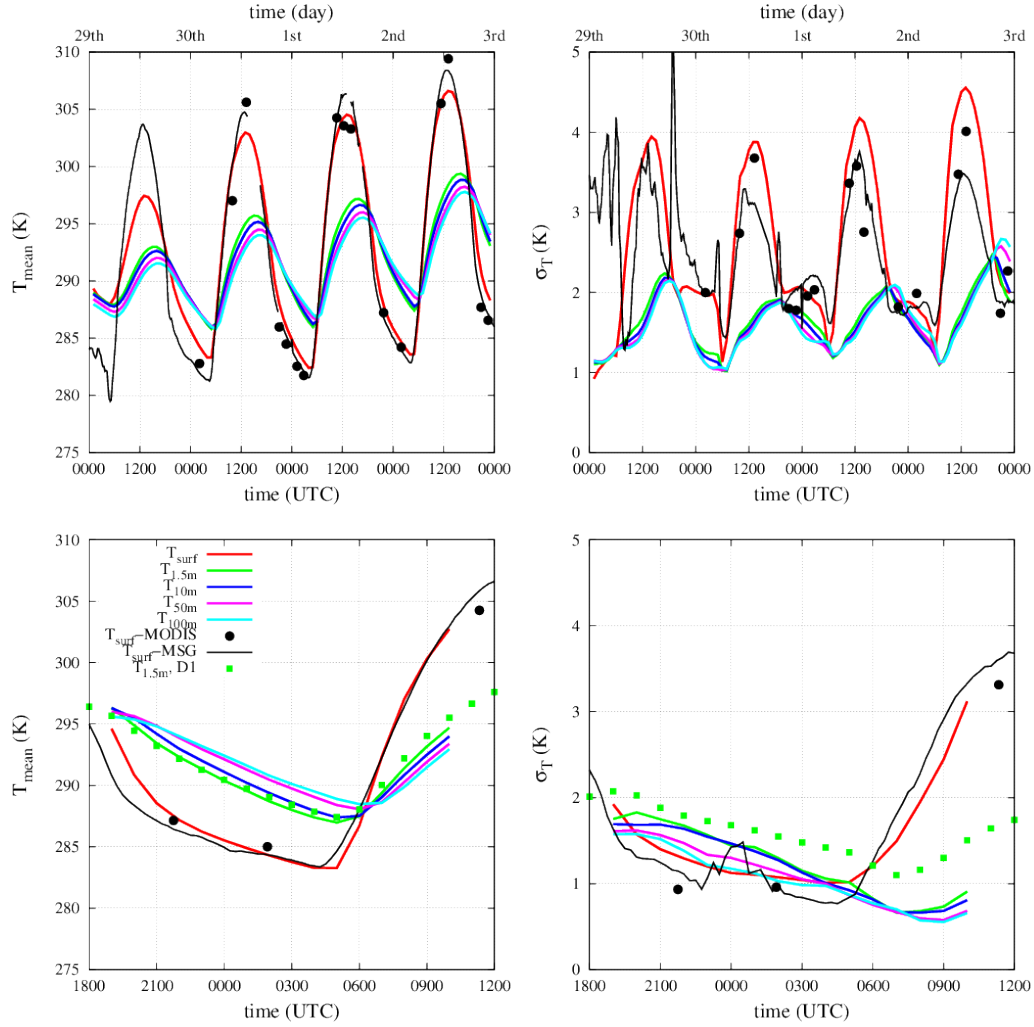 time (day)
29th 30th 1st 2nd 3rd
310
305
300
295
290
285
280
275
T_mean (K)
0000 1200 0000 1200 0000 1200 0000 1200 0000
time (UTC)
time (day)
29th 30th 1st 2nd 3rd
5
4
3
2
1
0
σ_T (K)
0000 1200 0000 1200 0000 1200 0000 1200 0000
time (UTC)
310
305
300
295
290
285
280
275
T_mean (K)
T_surf
T_1.5m
T_10m
T_50m
T_100m
T_surf-MODIS
T_surf-MSG
T_1.5m, D1
1800 2100 0000 0300 0600 0900 1200
time (UTC)
5
4
3
2
1
0
σ_T (K)
1800 2100 0000 0300 0600 0900 1200
time (UTC)